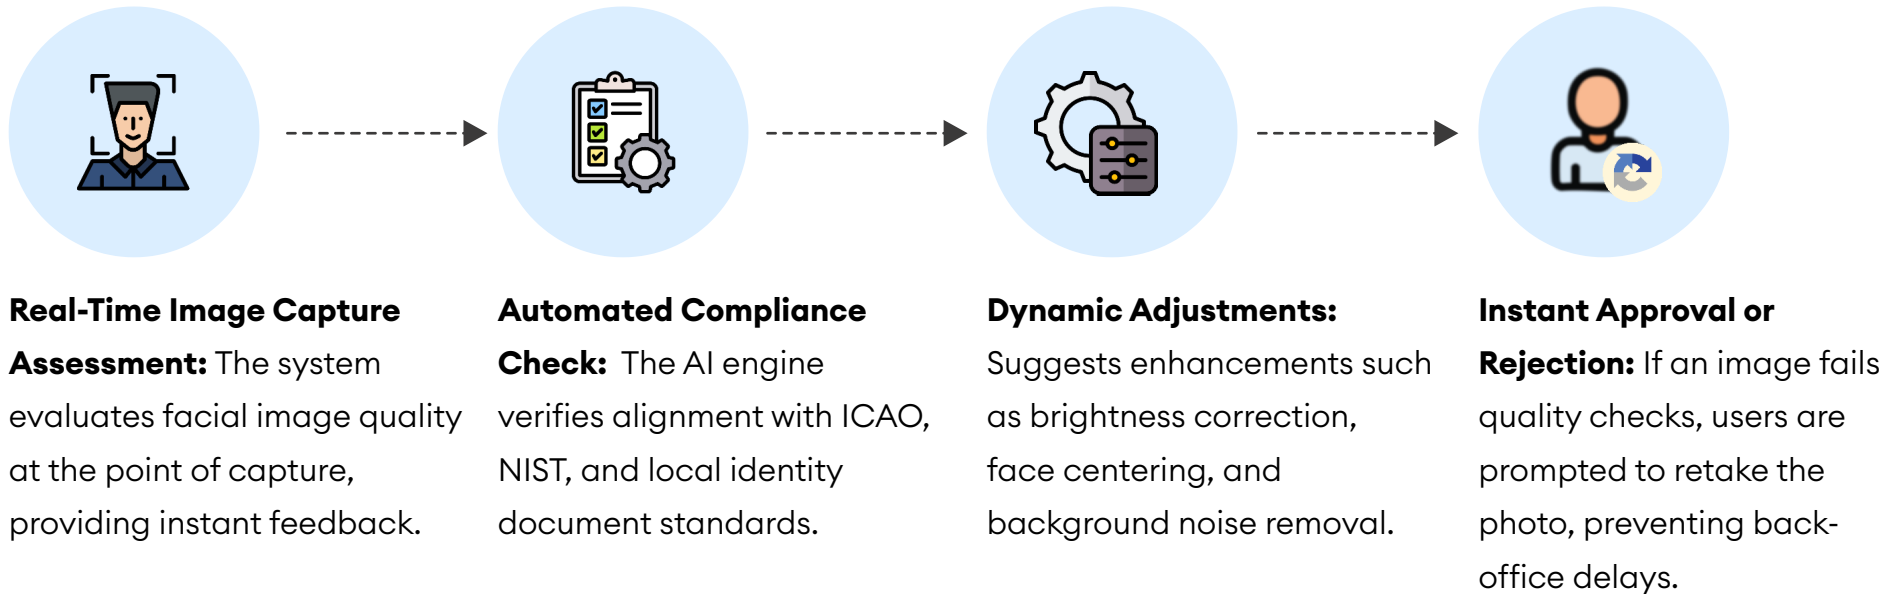 Real-Time Image Capture
Assessment: The system
evaluates facial image quality
at the point of capture,
providing instant feedback.
Automated Compliance
Check: The AI engine
verifies alignment with ICAO,
NIST, and local identity
document standards.
Dynamic Adjustments:
Suggests enhancements such
as brightness correction,
face centering, and
background noise removal.
Instant Approval or
Rejection: If an image fails
quality checks, users are
prompted to retake the
photo, preventing back-
office delays.